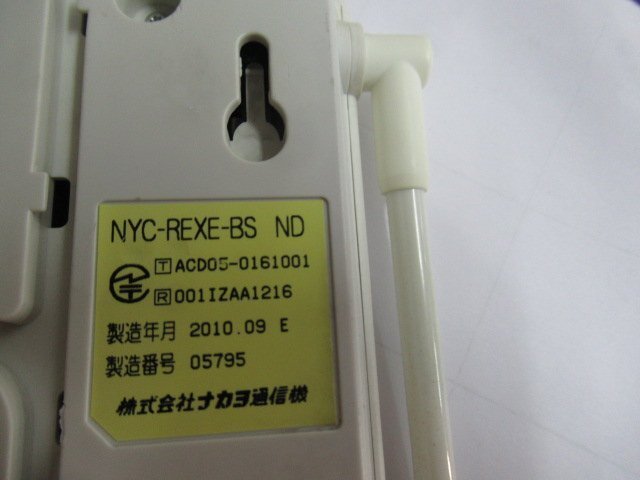 NYC-REXE-BS ND
T ACD05-0161001
R 001IZAA1216
製造年月 2010.09 E
製造番号 05795
株式会社ナカヨ通信機